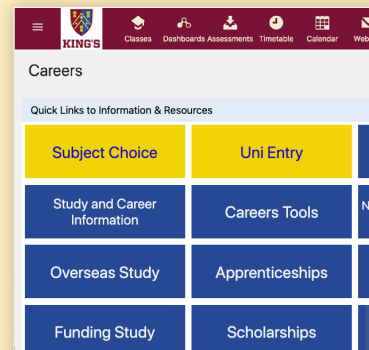 KING'S
Classes Dashboards Assessments Timetable Calendar Web
Careers
Quick Links to Information & Resources
Subject Choice Uni Entry
Study and Career
Information
Careers Tools N
Overseas Study Apprenticeships
Funding Study Scholarships